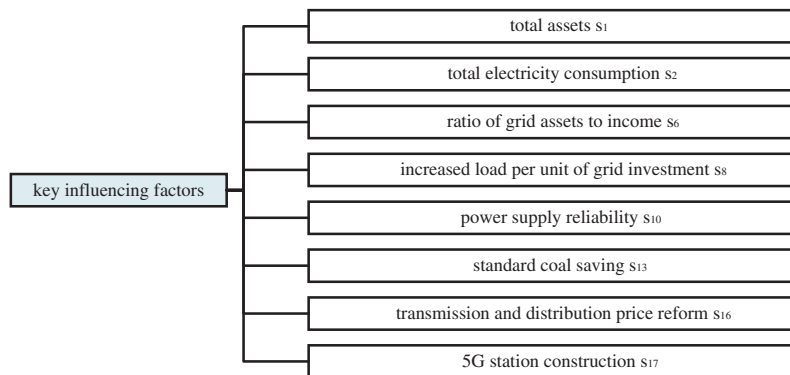 total assets s₁
total electricity consumption s₂
ratio of grid assets to income s₆
increased load per unit of grid investment s₈
key influencing factors
power supply reliability s₁₀
standard coal saving s₁₃
transmission and distribution price reform s₁₆
5G station construction s₁₇